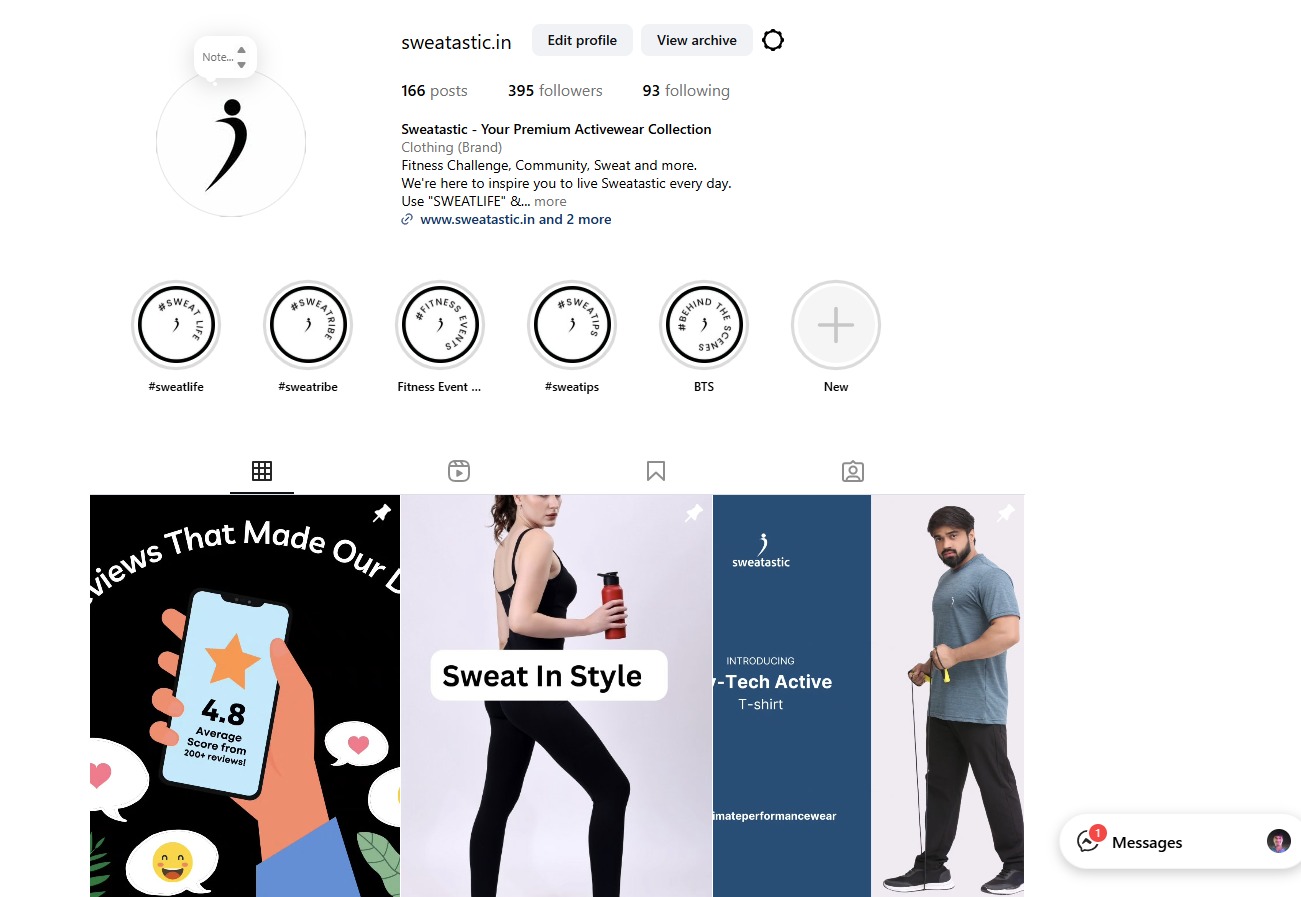 Note...
sweatastic.in Edit profile View archive
166 posts 395 followers 93 following
Sweatastic - Your Premium Activewear Collection
Clothing (Brand)
Fitness Challenge, Community, Sweat and more.
We're here to inspire you to live Sweatastic every day.
Use "SWEATLIFE" &... more
www.sweatastic.in and 2 more
#SWEAT LIFE
#SWEATRIBE
#FITNESS EVENTS
#SWEATIPS
#BEHIND THE SCENES
#sweatlife
#sweatribe
Fitness Event ...
#sweatips
BTS
New
views That Made Our D
4.8
Average
Score from
200+ reviews!
Sweat In Style
sweatastic
INTRODUCING
-Tech Active
T-shirt
imateperformancewear
1
Messages